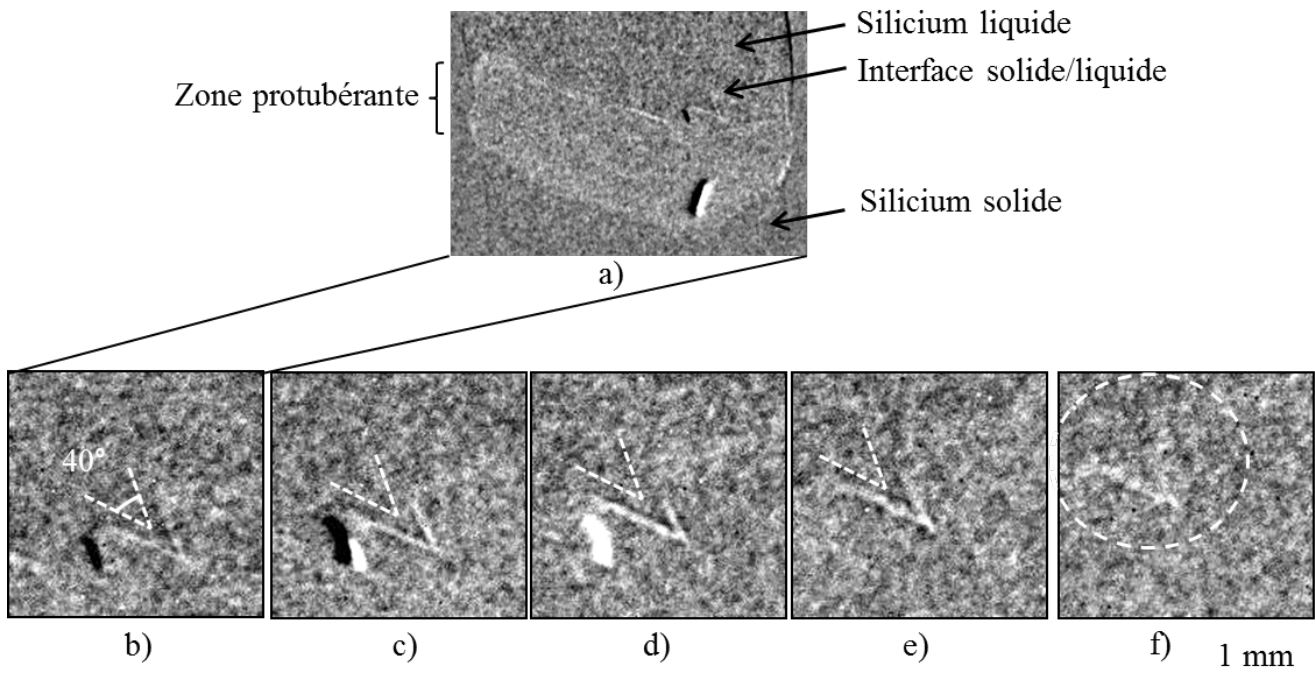 Silicium liquide
Interface solide/liquide
Zone protubérante
Silicium solide
a)
40°
b)
c)
d)
e)
f)
1 mm